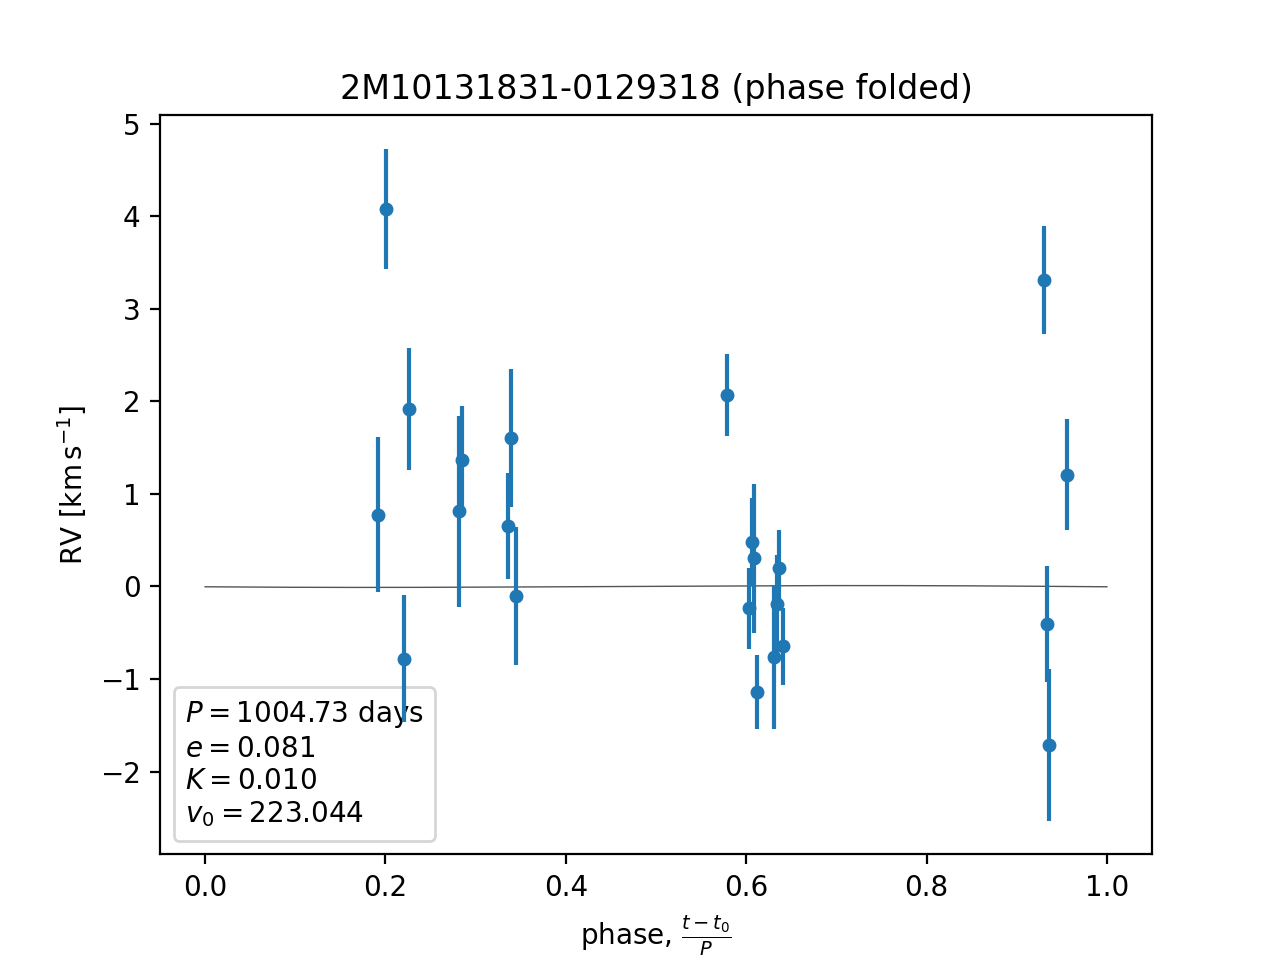 2M10131831-0129318 (phase folded)
5
4
3
2
1
0
−1
−2
RV [km s⁻¹]
P = 1004.73 days
e = 0.081
K = 0.010
v₀ = 223.044
0.0 0.2 0.4 0.6 0.8 1.0
phase, (t − t₀)/P